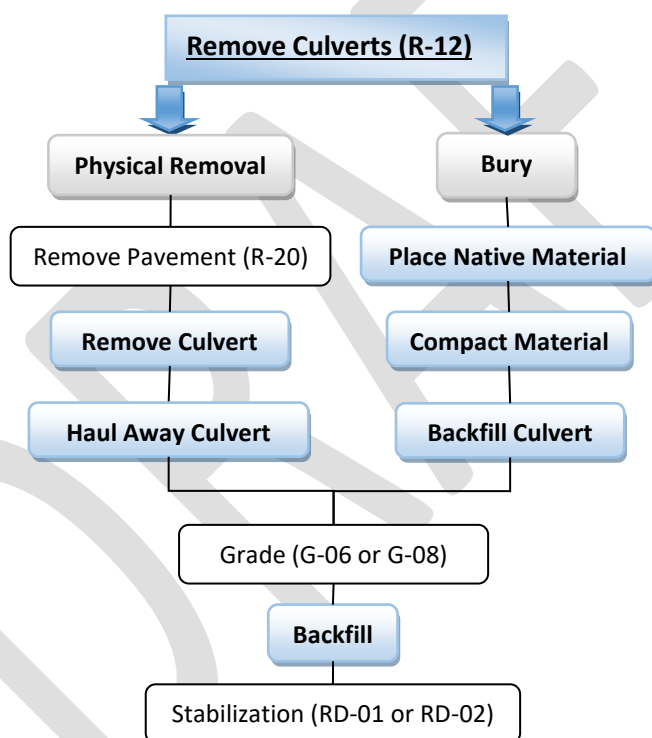 Remove Culverts (R-12)
Physical Removal
Bury
Remove Pavement (R-20)
Place Native Material
Remove Culvert
Compact Material
Haul Away Culvert
Backfill Culvert
Grade (G-06 or G-08)
Backfill
Stabilization (RD-01 or RD-02)